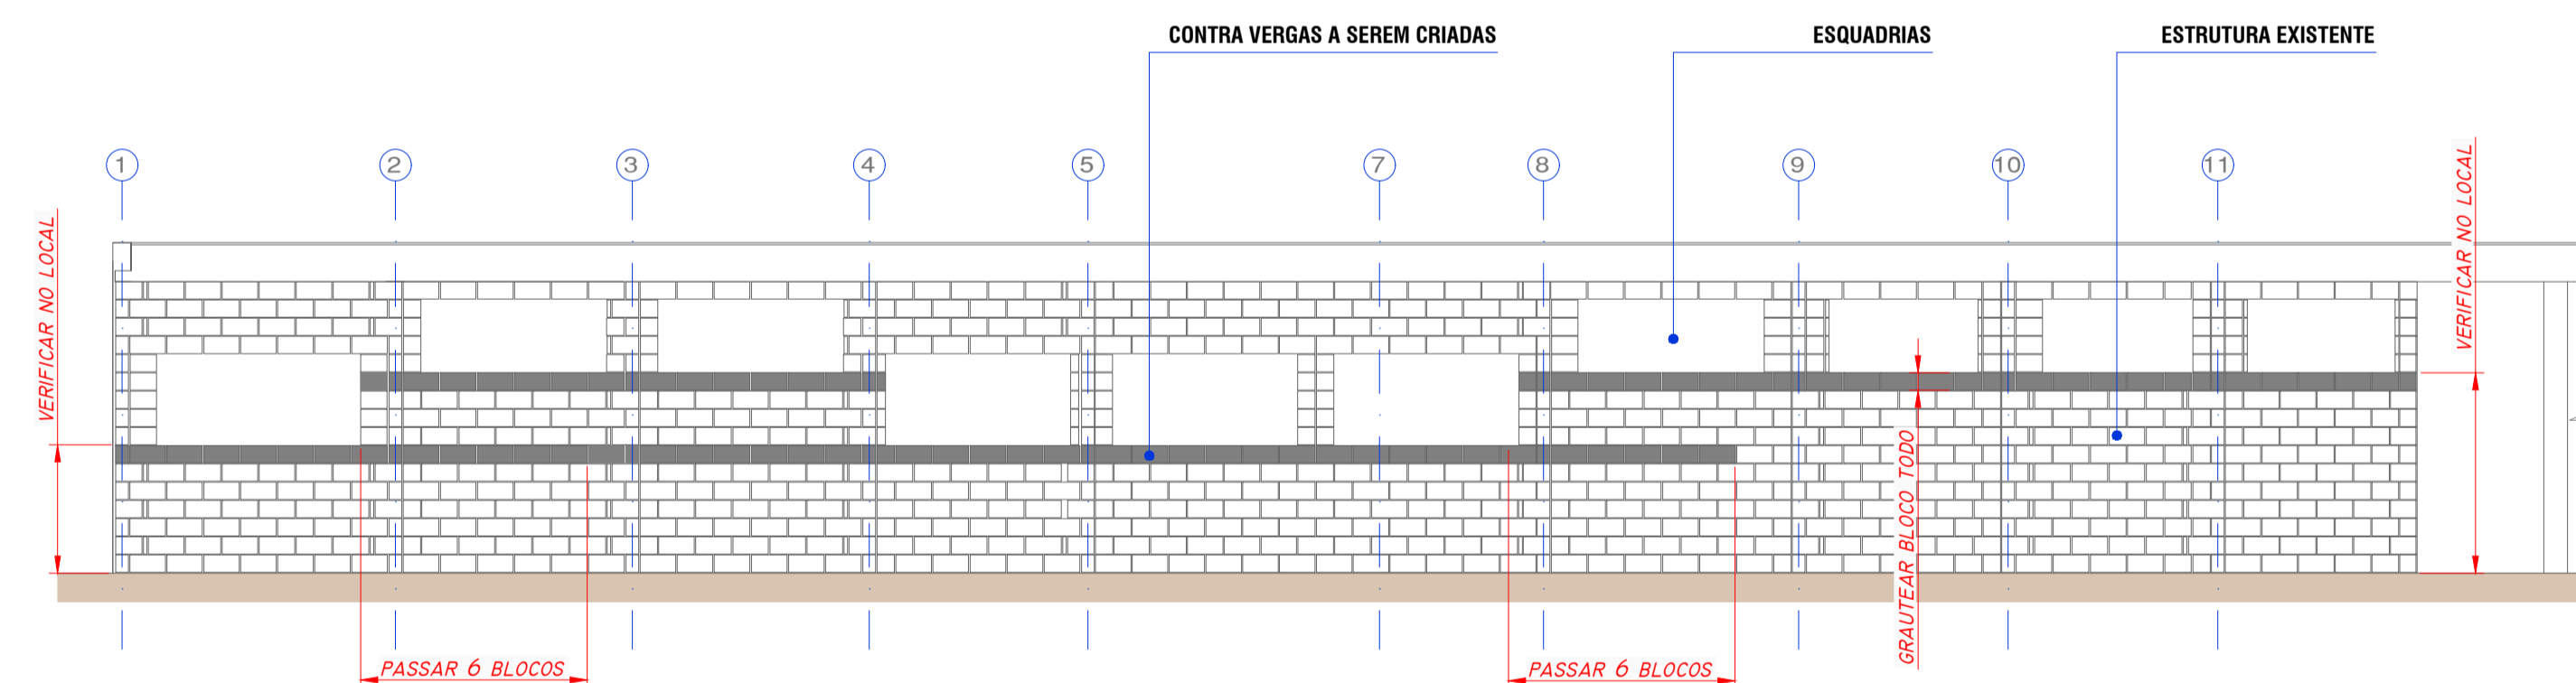 CONTRA VERGAS A SEREM CRIADAS
ESQUADRIAS
ESTRUTURA EXISTENTE
1
2
3
4
5
7
8
9
10
11
VERIFICAR NO LOCAL
VERIFICAR NO LOCAL
GRAUTEAR BLOCO TODO
PASSAR 6 BLOCOS
PASSAR 6 BLOCOS